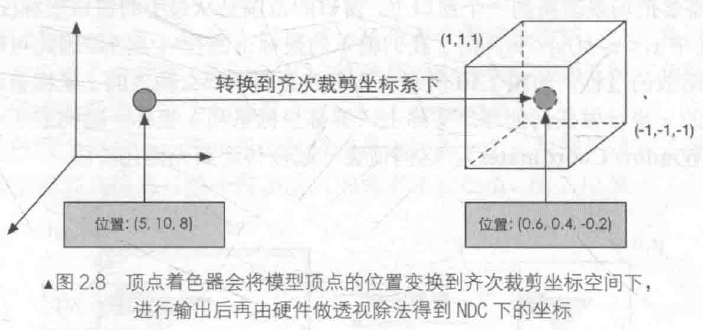 (1,1,1)
转换到齐次裁剪坐标系下
(-1,-1,-1)
位置: (5, 10, 8)
位置: (0.6, 0.4, -0.2)
▲图 2.8 顶点着色器会将模型顶点的位置变换到齐次裁剪坐标空间下，
进行输出后再由硬件做透视除法得到 NDC 下的坐标